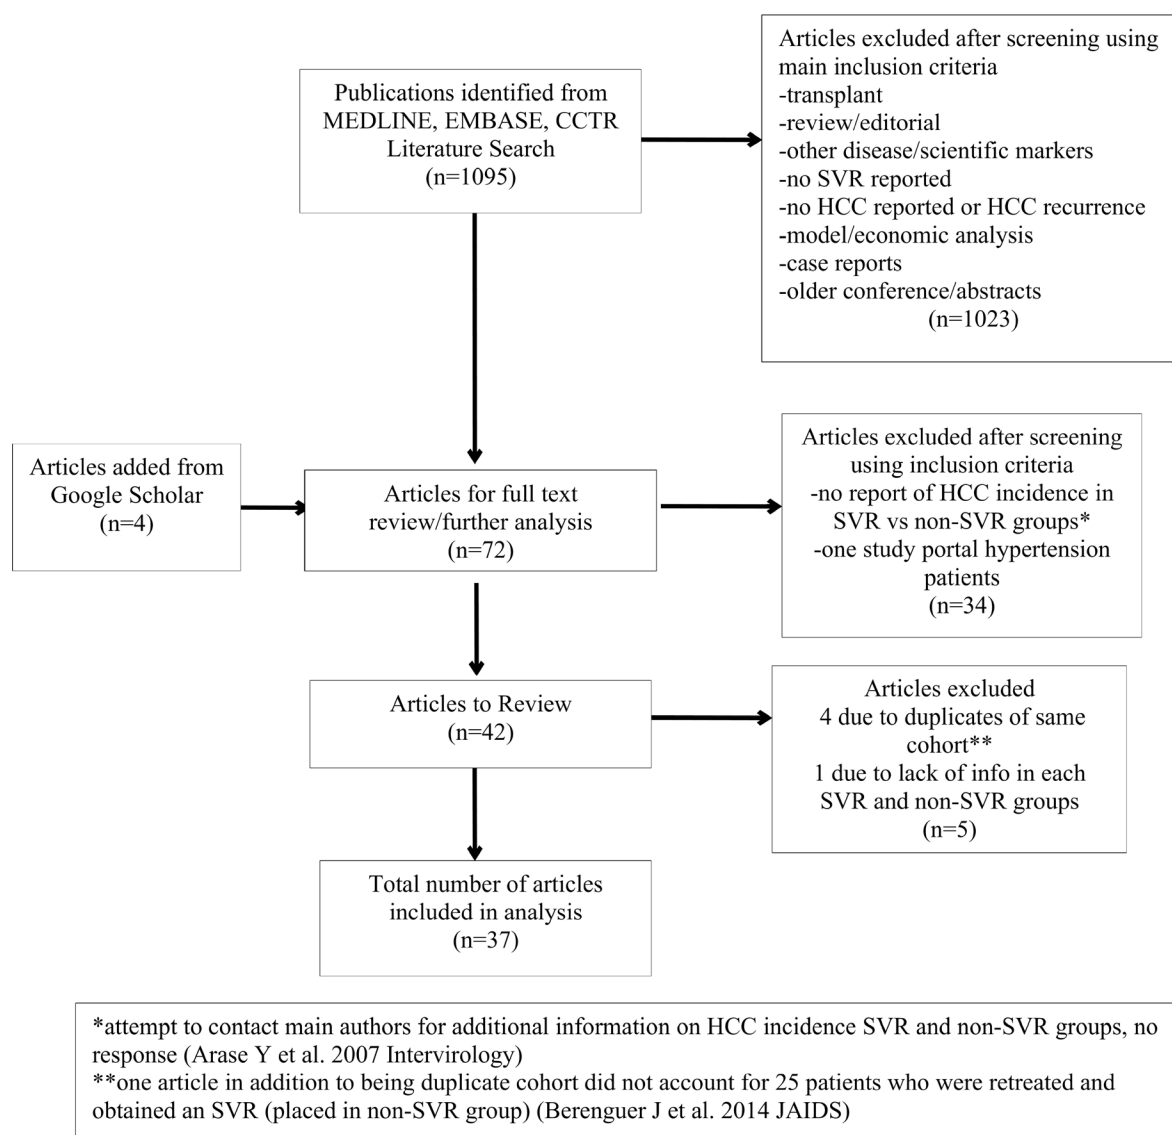 Publications identified from
MEDLINE, EMBASE, CCTR
Literature Search
(n=1095)
Articles excluded after screening using
main inclusion criteria
-transplant
-review/editorial
-other disease/scientific markers
-no SVR reported
-no HCC reported or HCC recurrence
-model/economic analysis
-case reports
-older conference/abstracts
(n=1023)
Articles added from
Google Scholar
(n=4)
Articles for full text
review/further analysis
(n=72)
Articles excluded after screening
using inclusion criteria
-no report of HCC incidence in
SVR vs non-SVR groups*
-one study portal hypertension
patients
(n=34)
Articles to Review
(n=42)
Articles excluded
4 due to duplicates of same
cohort**
1 due to lack of info in each
SVR and non-SVR groups
(n=5)
Total number of articles
included in analysis
(n=37)
*attempt to contact main authors for additional information on HCC incidence SVR and non-SVR groups, no
response (Arase Y et al. 2007 Intervirology)
**one article in addition to being duplicate cohort did not account for 25 patients who were retreated and
obtained an SVR (placed in non-SVR group) (Berenguer J et al. 2014 JAIDS)